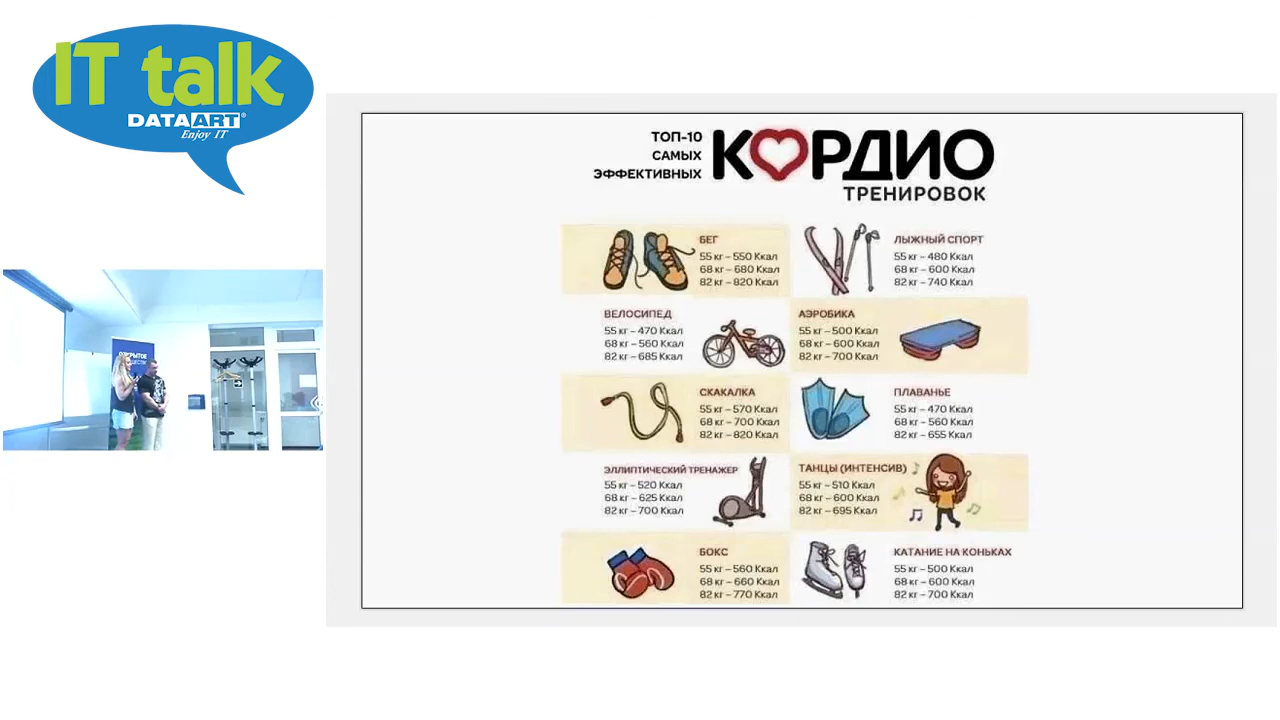 IT talk
DATAART®
Enjoy IT
ОТКРЫТОЕ
ТОП-10
САМЫХ
ЭФФЕКТИВНЫХ
КОРДИО
ТРЕНИРОВОК
БЕГ
55 кг – 550 Ккал
68 кг – 680 Ккал
82 кг – 820 Ккал
ЛЫЖНЫЙ СПОРТ
55 кг – 480 Ккал
68 кг – 600 Ккал
82 кг – 740 Ккал
ВЕЛОСИПЕД
55 кг – 470 Ккал
68 кг – 560 Ккал
82 кг – 685 Ккал
АЭРОБИКА
55 кг – 500 Ккал
68 кг – 600 Ккал
82 кг – 700 Ккал
СКАКАЛКА
55 кг – 570 Ккал
68 кг – 700 Ккал
82 кг – 820 Ккал
ПЛАВАНЬЕ
55 кг – 470 Ккал
68 кг – 560 Ккал
82 кг – 655 Ккал
ЭЛЛИПТИЧЕСКИЙ ТРЕНАЖЕР
55 кг – 520 Ккал
68 кг – 625 Ккал
82 кг – 700 Ккал
ТАНЦЫ (ИНТЕНСИВ)
55 кг – 510 Ккал
68 кг – 600 Ккал
82 кг – 695 Ккал
БОКС
55 кг – 560 Ккал
68 кг – 660 Ккал
82 кг – 770 Ккал
КАТАНИЕ НА КОНЬКАХ
55 кг – 500 Ккал
68 кг – 600 Ккал
82 кг – 700 Ккал